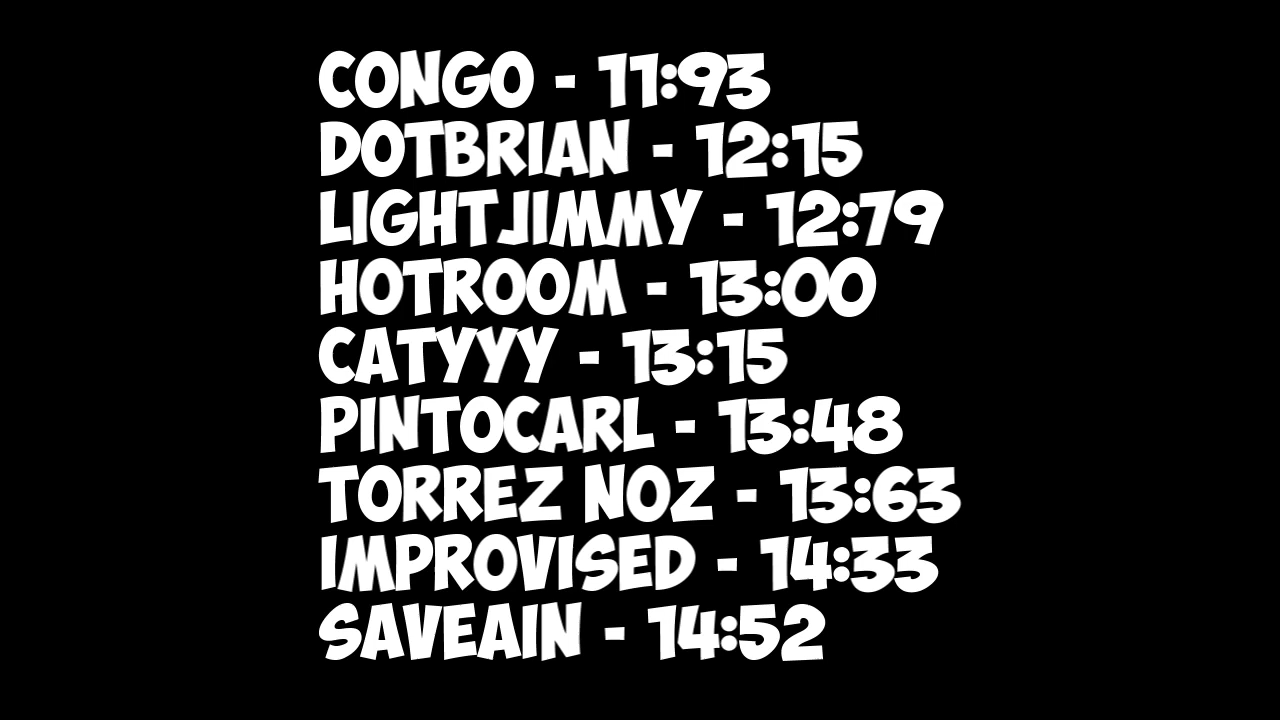 CONGO - 11:93
DOTBRIAN - 12:15
LIGHTJIMMY - 12:79
HOTROOM - 13:00
CATYYY - 13:15
PINTOCARL - 13:48
TORREZ NOZ - 13:63
IMPROVISED - 14:33
SAVEAIN - 14:52